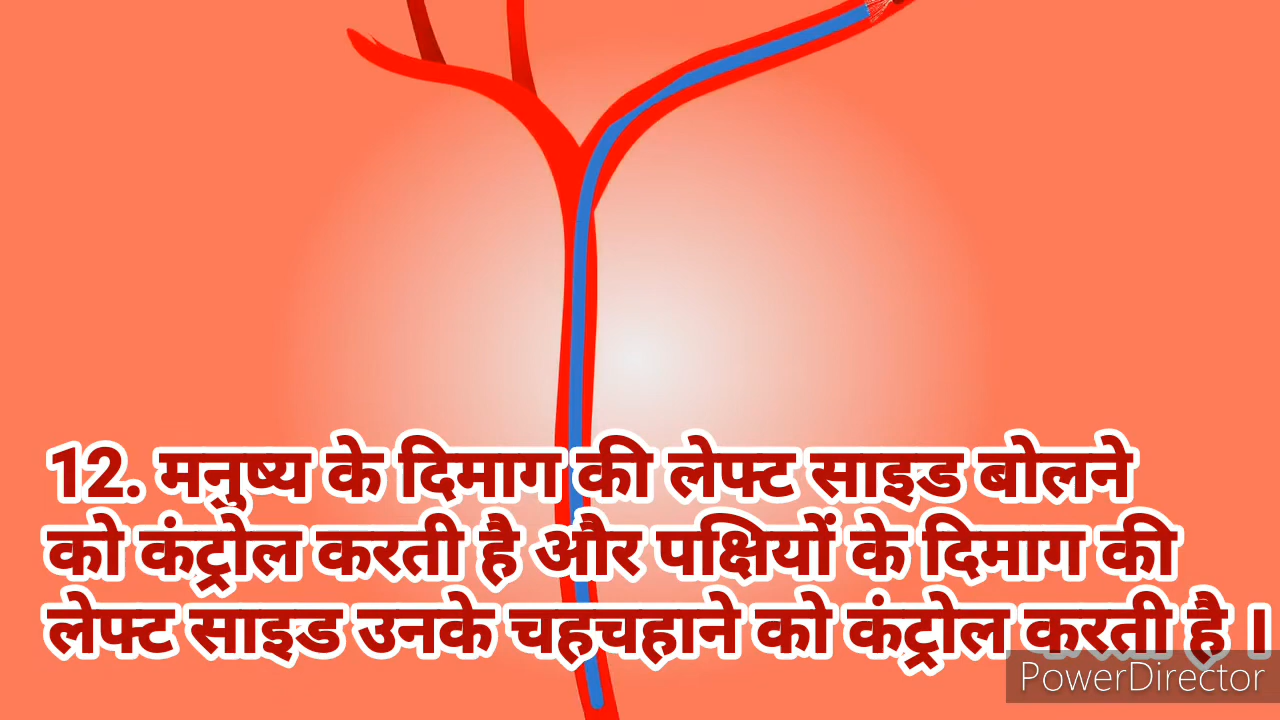 12. मनुष्य के दिमाग की लेफ्ट साइड बोलने
को कंट्रोल करती है और पक्षियों के दिमाग की
लेफ्ट साइड उनके चहचहाने को कंट्रोल करती है ।
PowerDirector